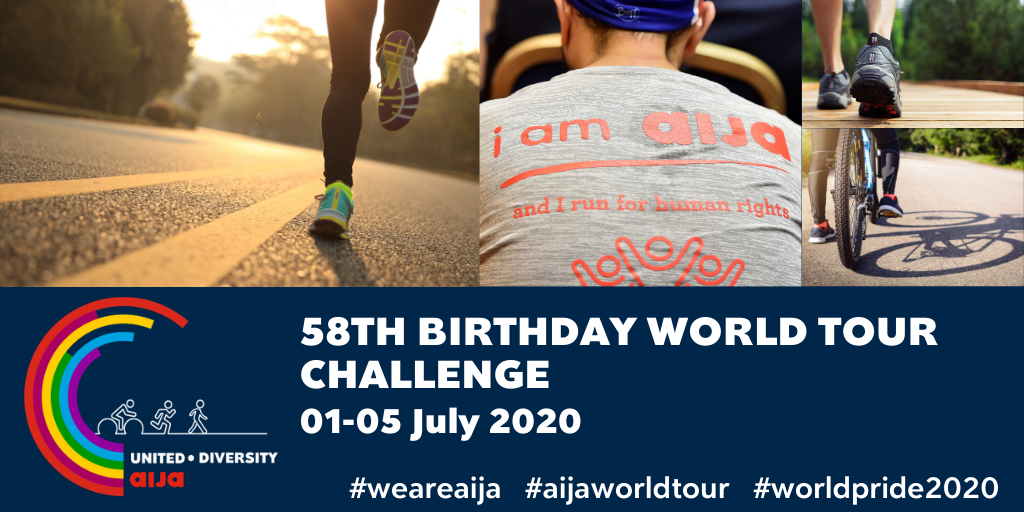 Buff
i am aija
and I run for human rights
58TH BIRTHDAY WORLD TOUR
CHALLENGE
01-05 July 2020
UNITED • DIVERSITY
aija
#weareaija #aijaworldtour #worldpride2020